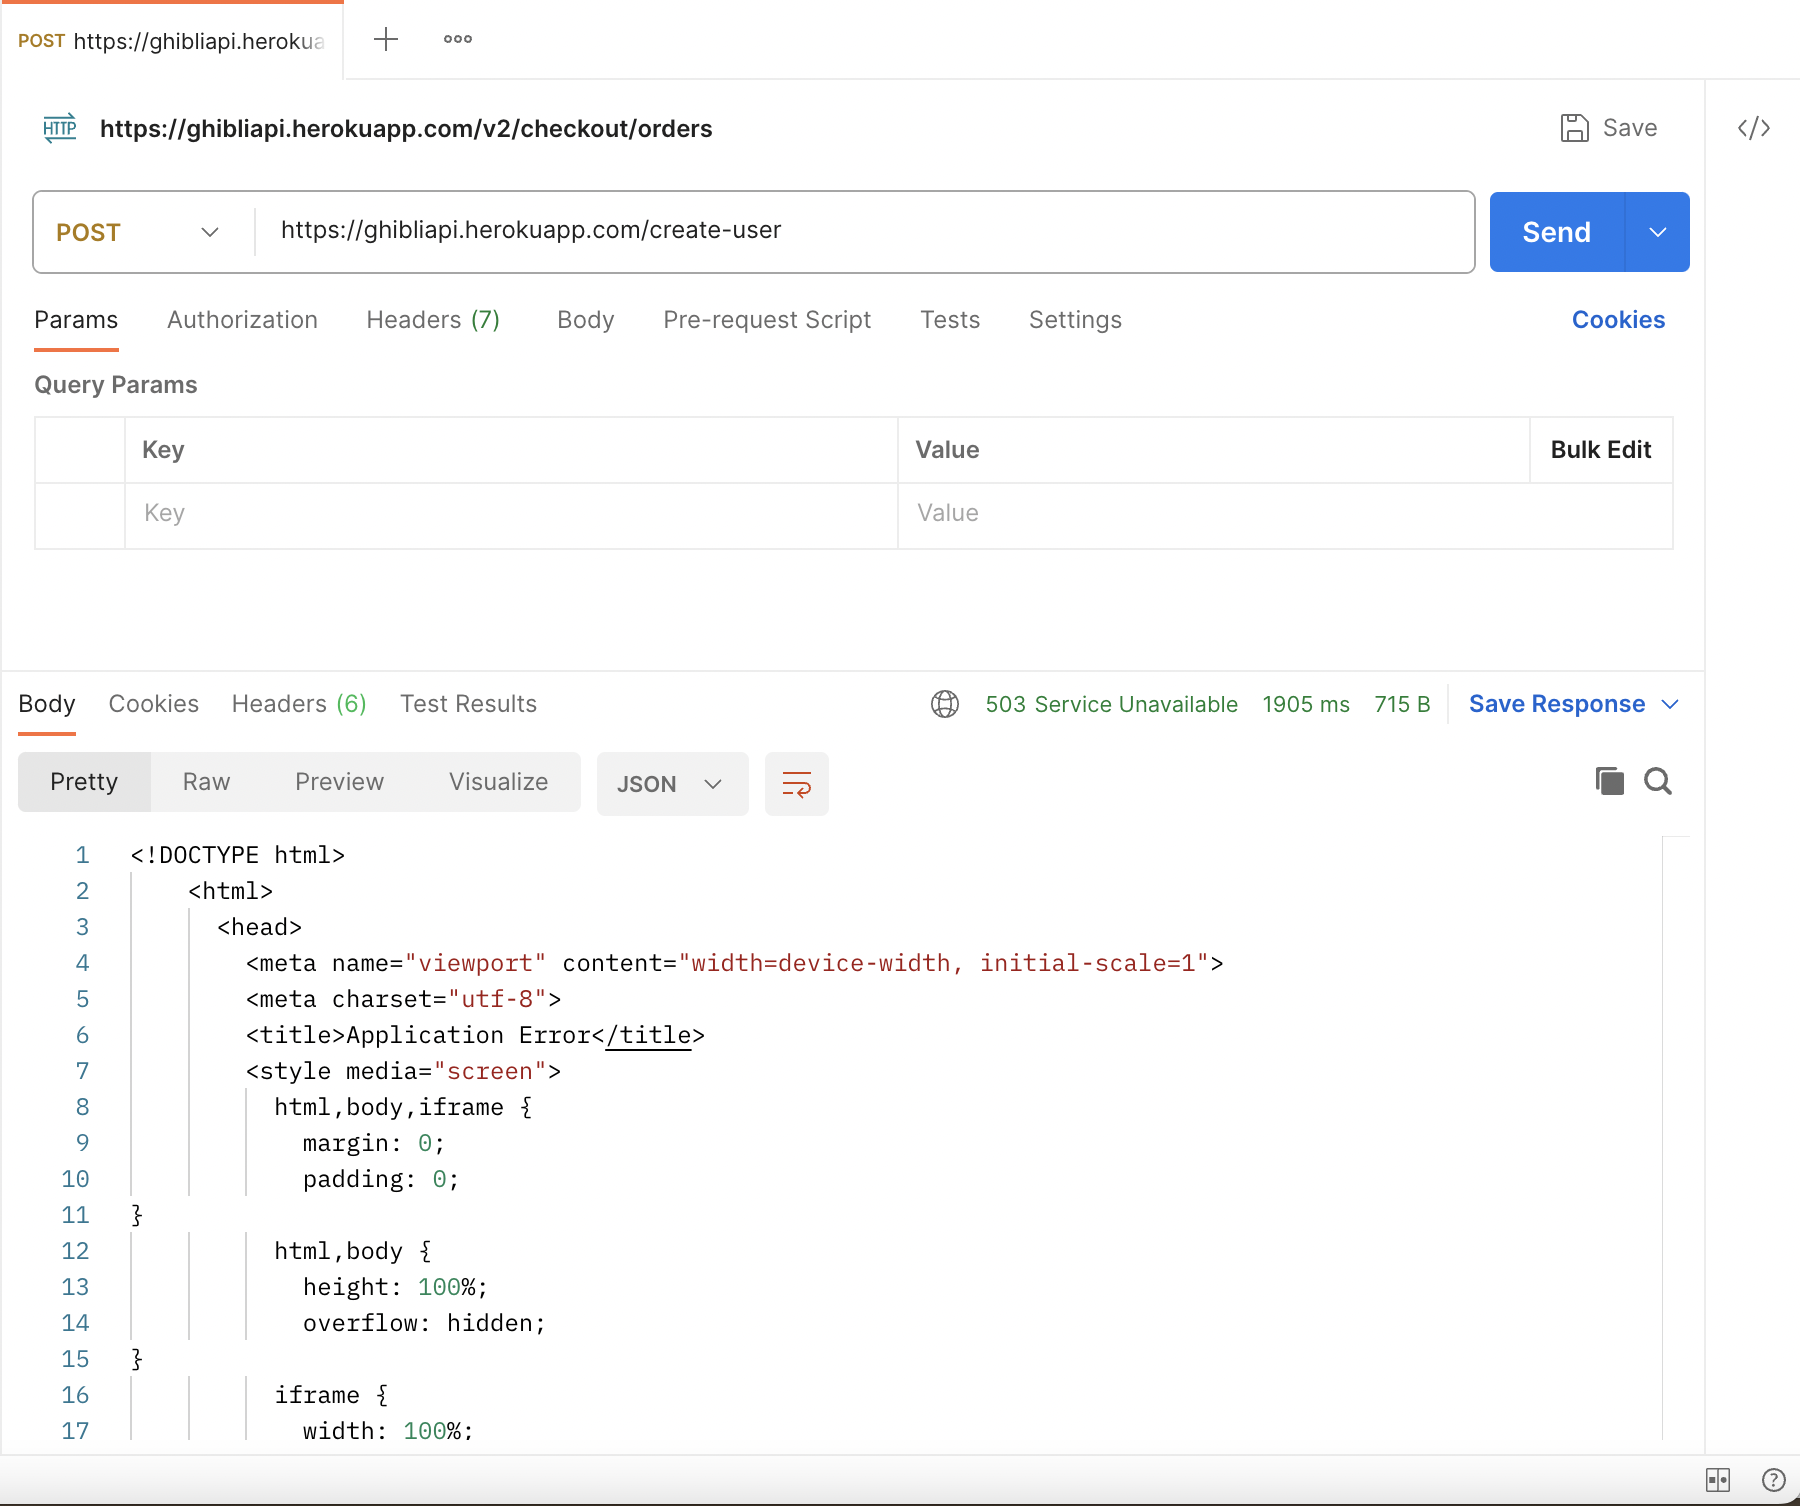 POST https://ghibliapi.herokua
HTTP https://ghibliapi.herokuapp.com/v2/checkout/orders Save </>
POST https://ghibliapi.herokuapp.com/create-user Send
Params Authorization Headers (7) Body Pre-request Script Tests Settings Cookies
Query Params
Key Value Bulk Edit
Key Value
Body Cookies Headers (6) Test Results 503 Service Unavailable 1905 ms 715 B Save Response
Pretty Raw Preview Visualize JSON
1 <!DOCTYPE html>
2 <html>
3 <head>
4 <meta name="viewport" content="width=device-width, initial-scale=1">
5 <meta charset="utf-8">
6 <title>Application Error</title>
7 <style media="screen">
8 html,body,iframe {
9 margin: 0;
10 padding: 0;
11 }
12 html,body {
13 height: 100%;
14 overflow: hidden;
15 }
16 iframe {
17 width: 100%;